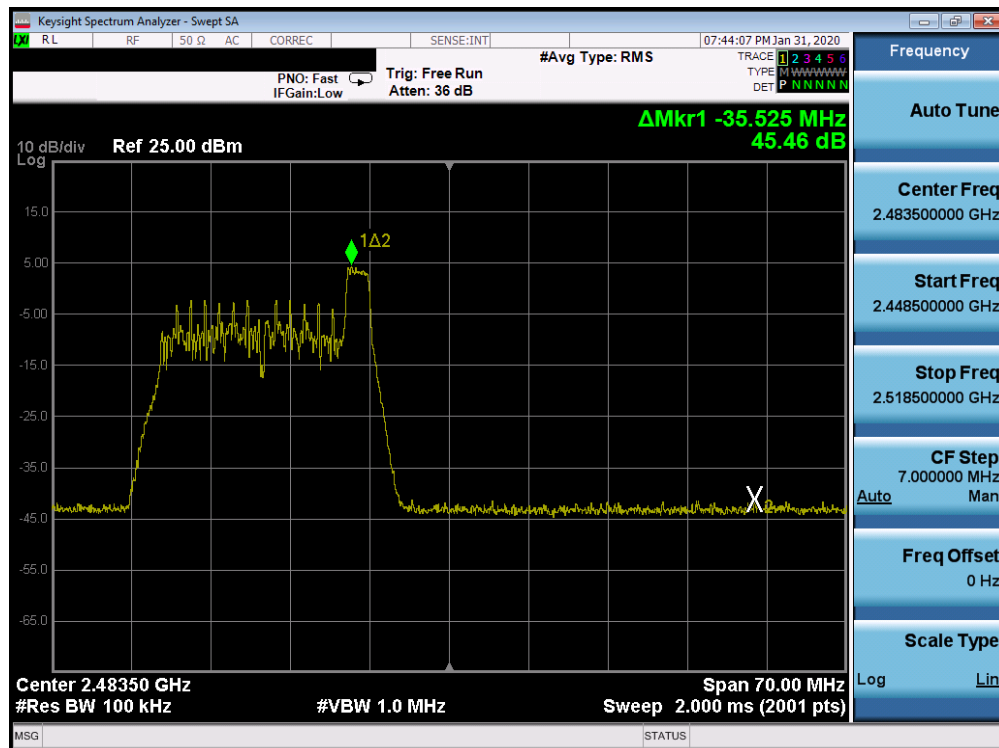 Keysight Spectrum Analyzer - Swept SA
LXI RL RF 50 Ω AC CORREC SENSE:INT 07:44:07 PM Jan 31, 2020
#Avg Type: RMS
TRACE 1 2 3 4 5 6
PNO: Fast Trig: Free Run
TYPE M WWWWW
IFGain:Low Atten: 36 dB
DET P N N N N N
ΔMkr1 -35.525 MHz
45.46 dB
10 dB/div Ref 25.00 dBm
Log
15.0
5.00
-5.00
-15.0
-25.0
-35.0
-45.0
-55.0
-65.0
1Δ2
X2
Center 2.48350 GHz Span 70.00 MHz
#Res BW 100 kHz #VBW 1.0 MHz Sweep 2.000 ms (2001 pts)
MSG STATUS
Frequency
Auto Tune
Center Freq
2.483500000 GHz
Start Freq
2.448500000 GHz
Stop Freq
2.518500000 GHz
CF Step
7.000000 MHz
Auto Man
Freq Offset
0 Hz
Scale Type
Log Lin